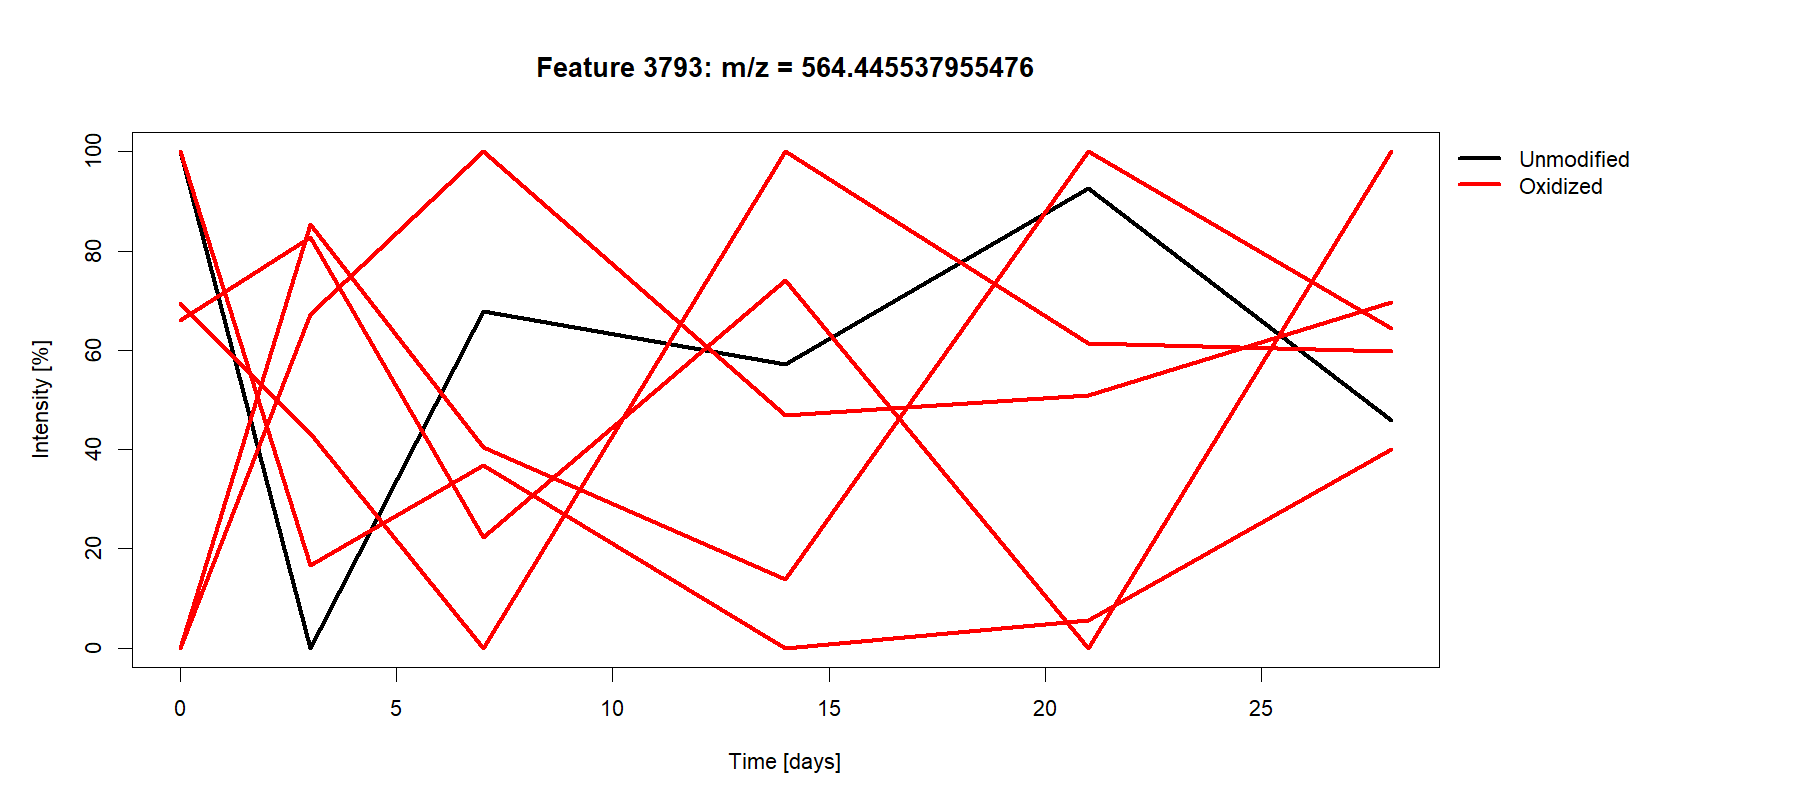 Feature 3793: m/z = 564.445537955476
Unmodified
Oxidized
100
80
60
40
20
0
Intensity [%]
0 5 10 15 20 25
Time [days]